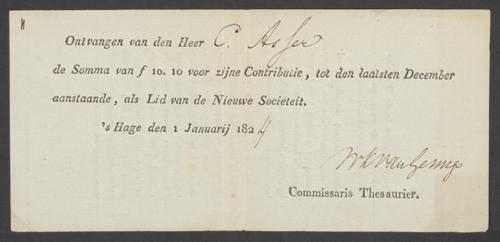 Ontvangen van den Heer C. Asser
de Somma van f 10. 10 voor zijne Contributie, tot den laatsten December
aanstaande, als Lid van de Nieuwe Societeit.
's Hage den 1 Januarij 1824
Commissaris Thesaurier.